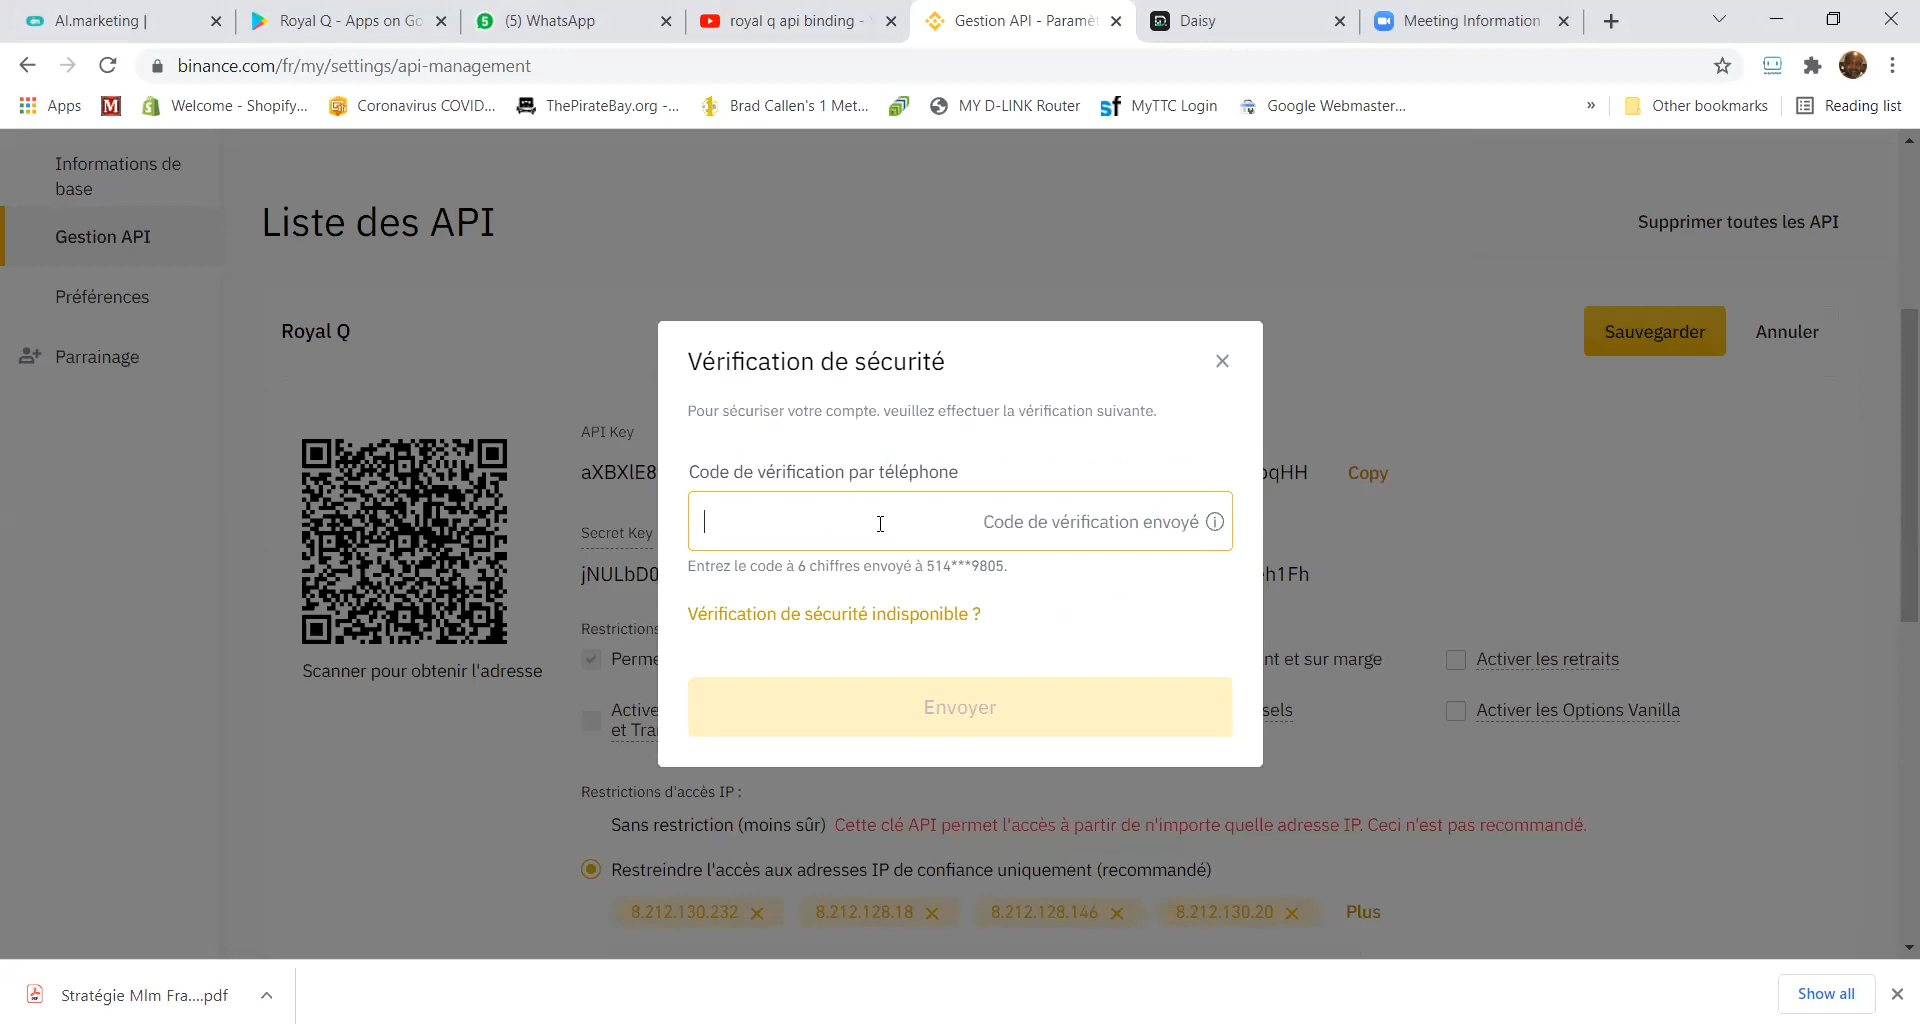 AI.marketing |
Royal Q - Apps on Go
(5) WhatsApp
royal q api binding -
Gestion API - Paramèt
Daisy
Meeting Information
binance.com/fr/my/settings/api-management
Apps
Welcome - Shopify...
Coronavirus COVID...
ThePirateBay.org -...
Brad Callen's 1 Met...
MY D-LINK Router
MyTTC Login
Google Webmaster...
»
Other bookmarks
Reading list
Informations de
base
Gestion API
Préférences
Parrainage
Liste des API
Supprimer toutes les API
Royal Q
Sauvegarder
Annuler
Scanner pour obtenir l'adresse
API Key
aXBXlE8
qHH
Copy
Secret Key
jNULbD0
h1Fh
Vérification de sécurité
Pour sécuriser votre compte. veuillez effectuer la vérification suivante.
Code de vérification par téléphone
Code de vérification envoyé
Entrez le code à 6 chiffres envoyé à 514***9805.
Vérification de sécurité indisponible ?
Envoyer
Restrictions
Perme
nt et sur marge
Activer les retraits
Active
et Tra
sels
Activer les Options Vanilla
Restrictions d'accès IP :
Sans restriction (moins sûr) Cette clé API permet l'accès à partir de n'importe quelle adresse IP. Ceci n'est pas recommandé.
Restreindre l'accès aux adresses IP de confiance uniquement (recommandé)
8.212.130.232
8.212.128.18
8.212.128.146
8.212.130.20
Plus
Stratégie Mlm Fra....pdf
Show all